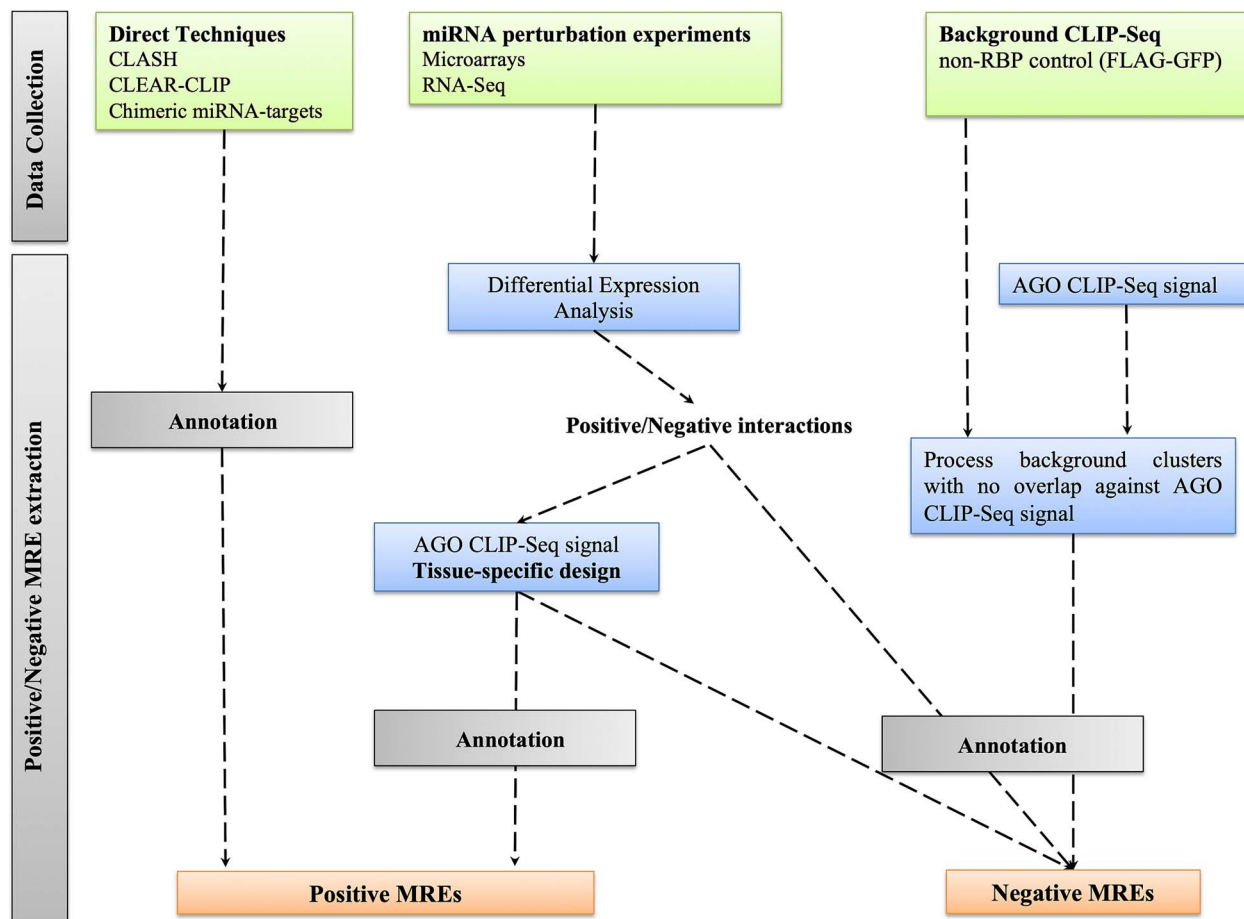 Data Collection
Direct Techniques
CLASH
CLEAR-CLIP
Chimeric miRNA-targets
miRNA perturbation experiments
Microarrays
RNA-Seq
Background CLIP-Seq
non-RBP control (FLAG-GFP)
Positive/Negative MRE extraction
Differential Expression
Analysis
AGO CLIP-Seq signal
Annotation
Positive/Negative interactions
Process background clusters
with no overlap against AGO
CLIP-Seq signal
AGO CLIP-Seq signal
Tissue-specific design
Annotation
Annotation
Positive MREs
Negative MREs